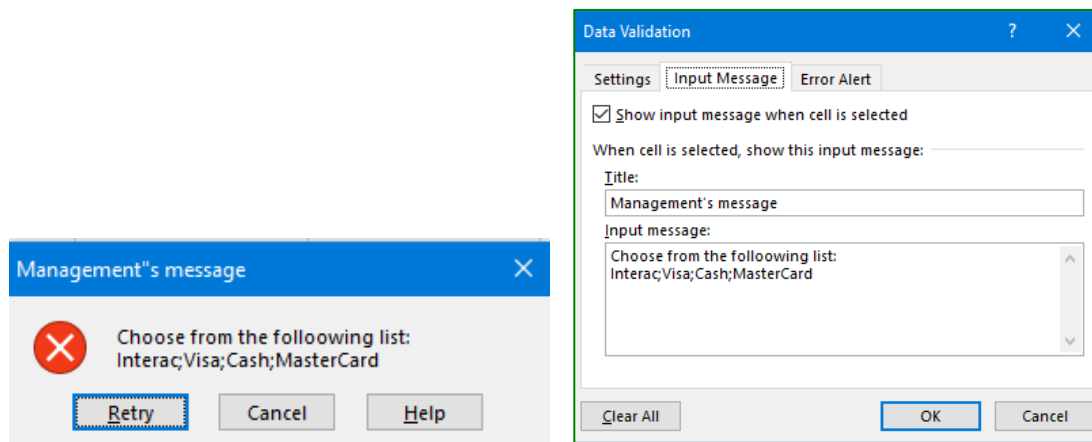 Management"s message
Choose from the folloowing list:
Interac;Visa;Cash;MasterCard
Retry Cancel Help
Data Validation ?
Settings Input Message Error Alert
Show input message when cell is selected
When cell is selected, show this input message:
Title:
Management's message
Input message:
Choose from the folloowing list:
Interac;Visa;Cash;MasterCard
Clear All OK Cancel